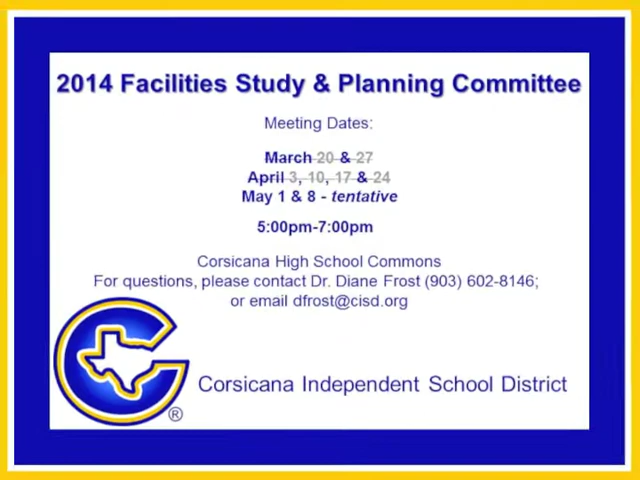 2014 Facilities Study & Planning Committee
Meeting Dates:
March 20 & 27
April 3, 10, 17 & 24
May 1 & 8 - tentative
5:00pm-7:00pm
Corsicana High School Commons
For questions, please contact Dr. Diane Frost (903) 602-8146;
or email dfrost@cisd.org
Corsicana Independent School District
®